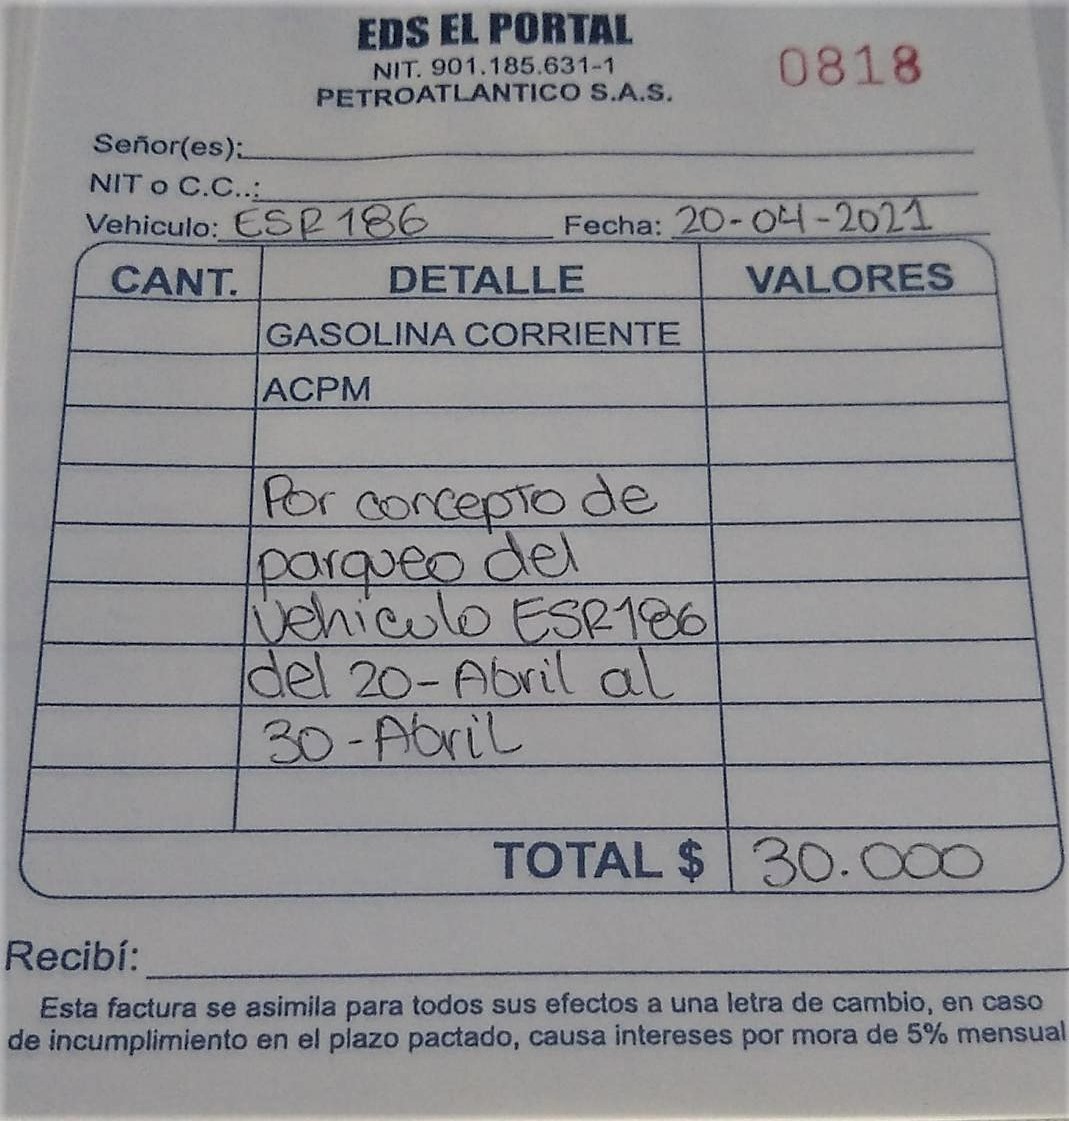 EDS EL PORTAL
NIT. 901.185.631-1
0818
PETROATLANTICO S.A.S.
Señor(es):
NIT o C.C..:
Vehiculo: ESR 186 Fecha: 20-04-2021
CANT. DETALLE VALORES
GASOLINA CORRIENTE
ACPM
Por concepto de
parqueo del
vehiculo ESR186
del 20-Abril al
30-Abril
TOTAL $ 30.000
Recibí:
Esta factura se asimila para todos sus efectos a una letra de cambio, en caso
de incumplimiento en el plazo pactado, causa intereses por mora de 5% mensual